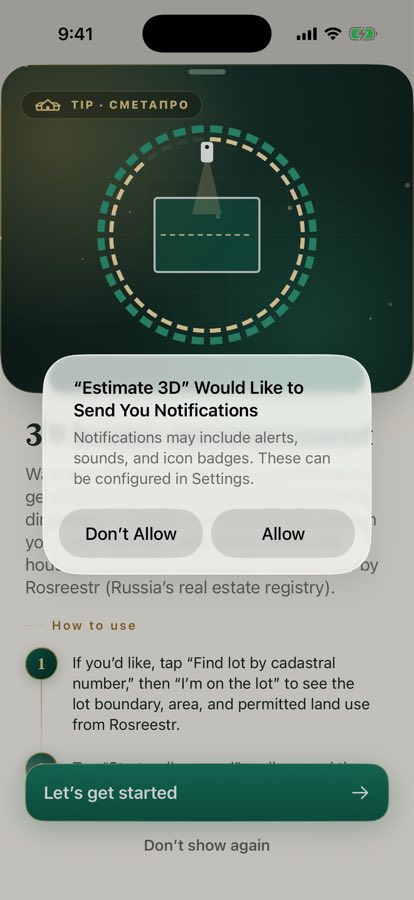 9:41
TIP · СМЕТАПРО
“Estimate 3D” Would Like to
Send You Notifications
Notifications may include alerts,
sounds, and icon badges. These can
be configured in Settings.
Don’t Allow
Allow
Rosreestr (Russia’s real estate registry).
How to use
1
If you’d like, tap “Find lot by cadastral
number,” then “I’m on the lot” to see the
lot boundary, area, and permitted land use
from Rosreestr.
Let’s get started
Don’t show again